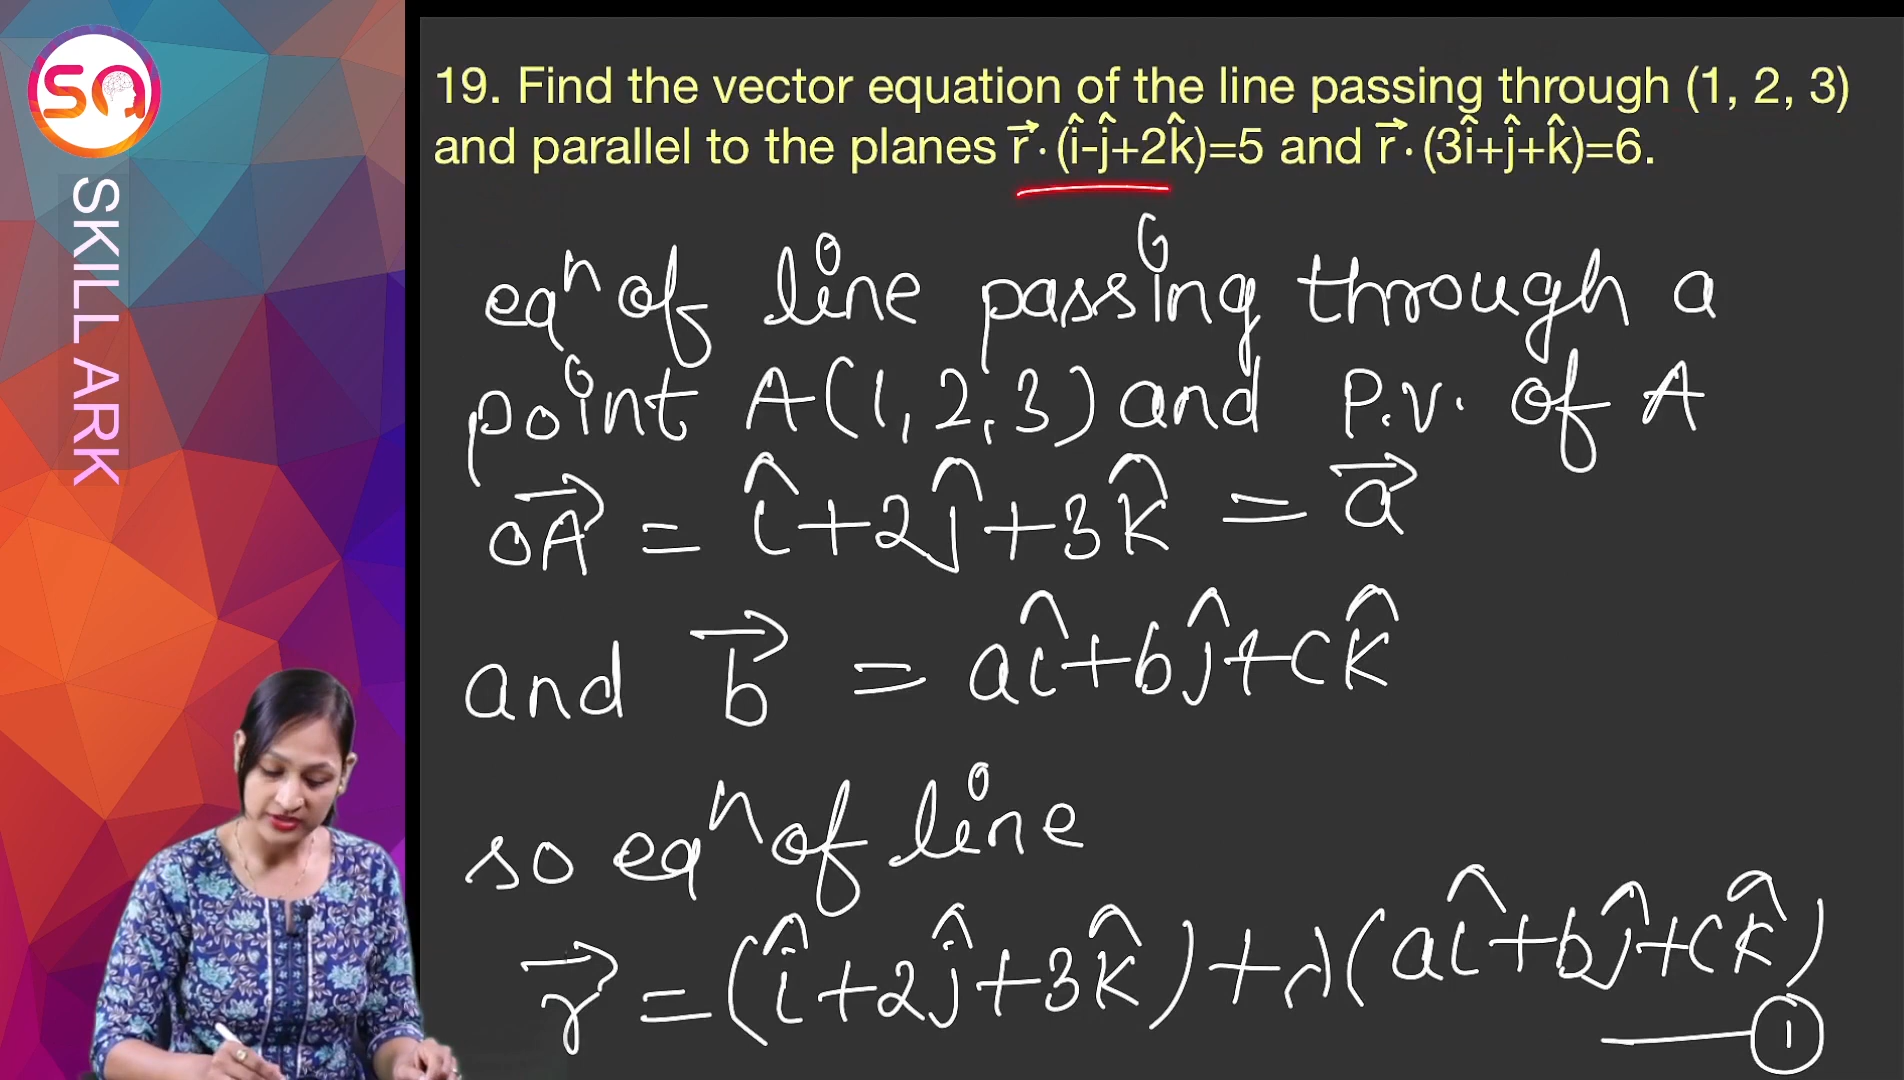 SA
SKILL ARK
19. Find the vector equation of the line passing through (1, 2, 3)
and parallel to the planes r⃗·(î-ĵ+2k̂)=5 and r⃗·(3î+ĵ+k̂)=6.
eqⁿ of line passing through a
point A(1, 2, 3) and P.V. of A
OA⃗ = î+2ĵ+3k̂ = a⃗
and b⃗ = aî+bĵ+ck̂
so eqⁿ of line
r⃗ = (î+2ĵ+3k̂)+λ(aî+bĵ+ck̂)
—①